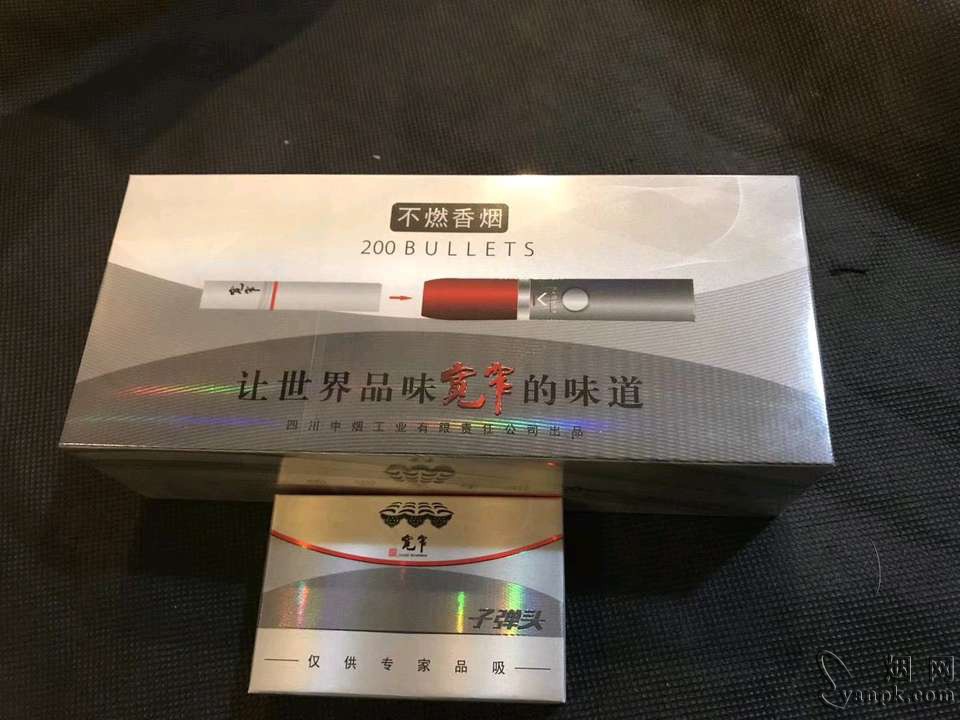 不燃香烟
200 BULLETS
宽窄
让世界品味宽窄的味道
四川中烟工业有限责任公司出品
宽窄
子弹头
仅供专家品吸
烟网
yanpk.com